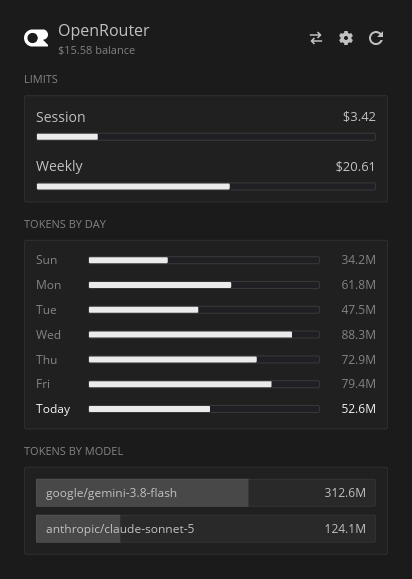 OpenRouter
$15.58 balance
LIMITS
Session $3.42
Weekly $20.61
TOKENS BY DAY
Sun 34.2M
Mon 61.8M
Tue 47.5M
Wed 88.3M
Thu 72.9M
Fri 79.4M
Today 52.6M
TOKENS BY MODEL
google/gemini-3.8-flash 312.6M
anthropic/claude-sonnet-5 124.1M